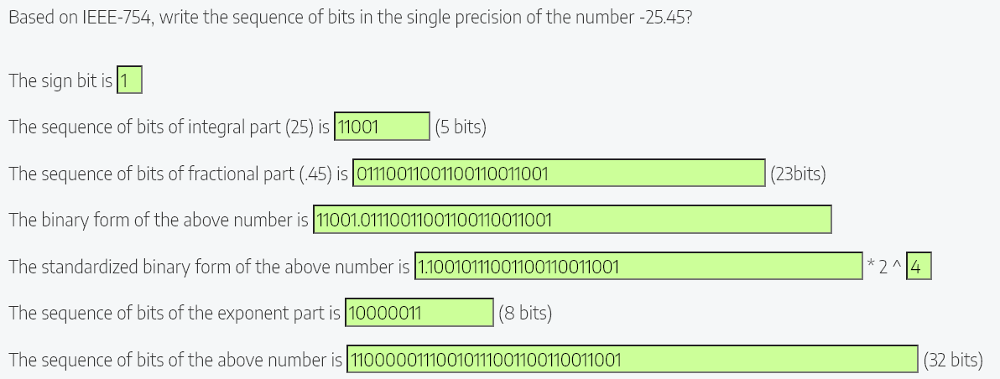 Based on IEEE-754, write the sequence of bits in the single precision of the number -25.45?
The sign bit is 1
The sequence of bits of integral part (25) is 11001 (5 bits)
The sequence of bits of fractional part (.45) is 01110011001100110011001 (23bits)
The binary form of the above number is 11001.01110011001100110011001
The standardized binary form of the above number is 1.10010111001100110011001 * 2 ^ 4
The sequence of bits of the exponent part is 10000011 (8 bits)
The sequence of bits of the above number is 11000001110010111001100110011001 (32 bits)